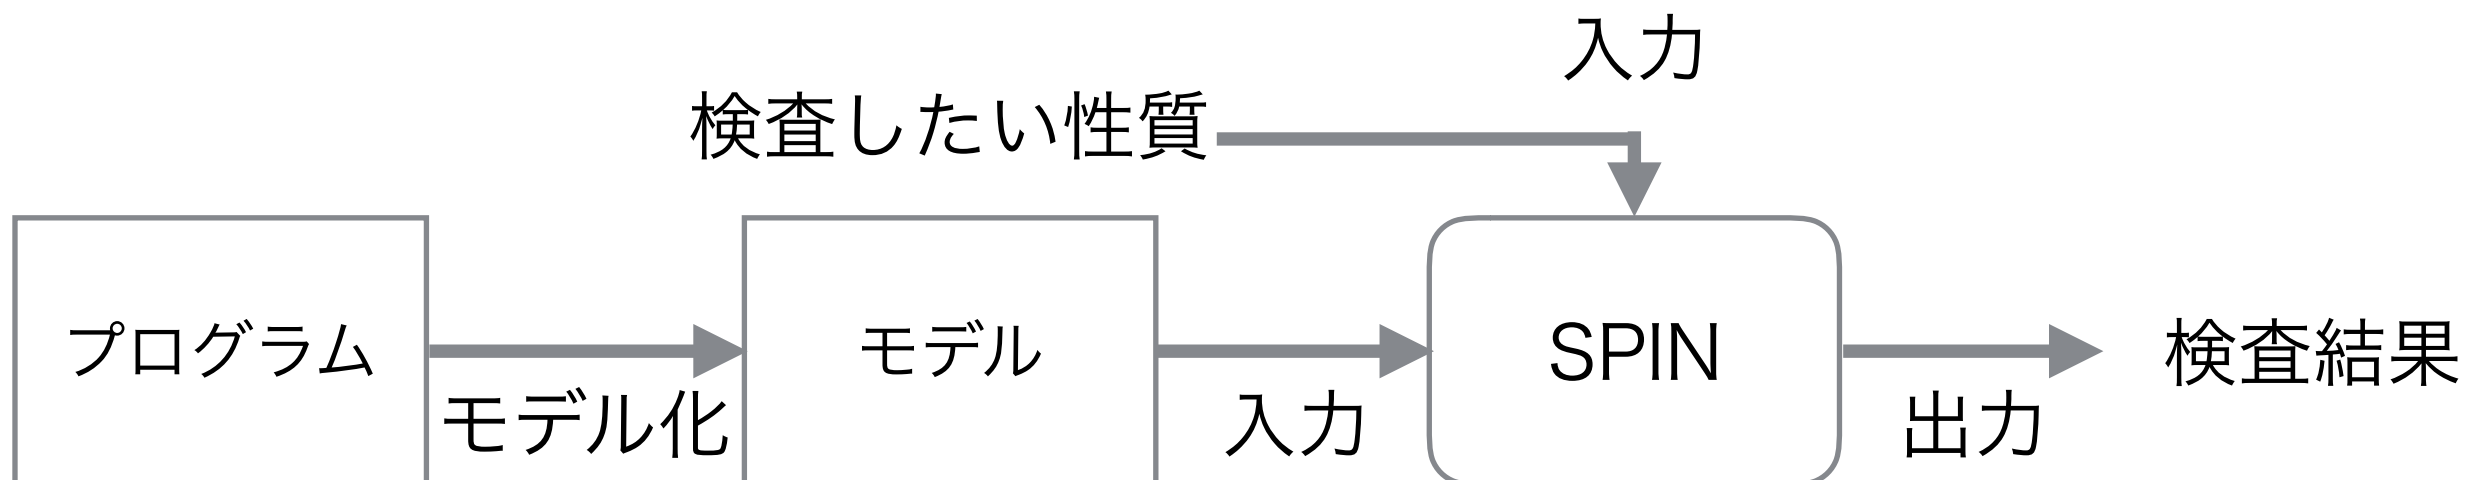 入力
検査したい性質
プログラム
モデル化
モデル
入力
SPIN
出力
検査結果